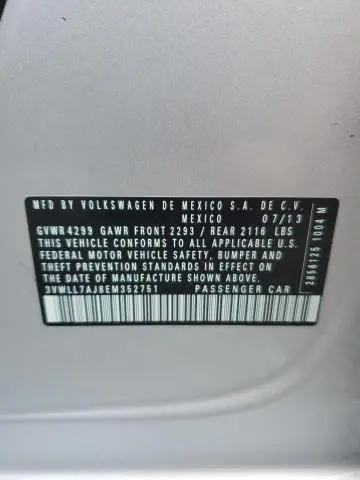 MFD BY VOLKSWAGEN DE MEXICO S.A. DE C.V.
MEXICO 07/13
GVWR 4299 GAWR FRONT 2293 / REAR 2116 LBS
THIS VEHICLE CONFORMS TO ALL APPLICABLE U.S.
FEDERAL MOTOR VEHICLE SAFETY, BUMPER AND
THEFT PREVENTION STANDARDS IN EFFECT ON
THE DATE OF MANUFACTURE SHOWN ABOVE.
3VWLL7AJ8EM352751 PASSENGER CAR
2856125 1004 M